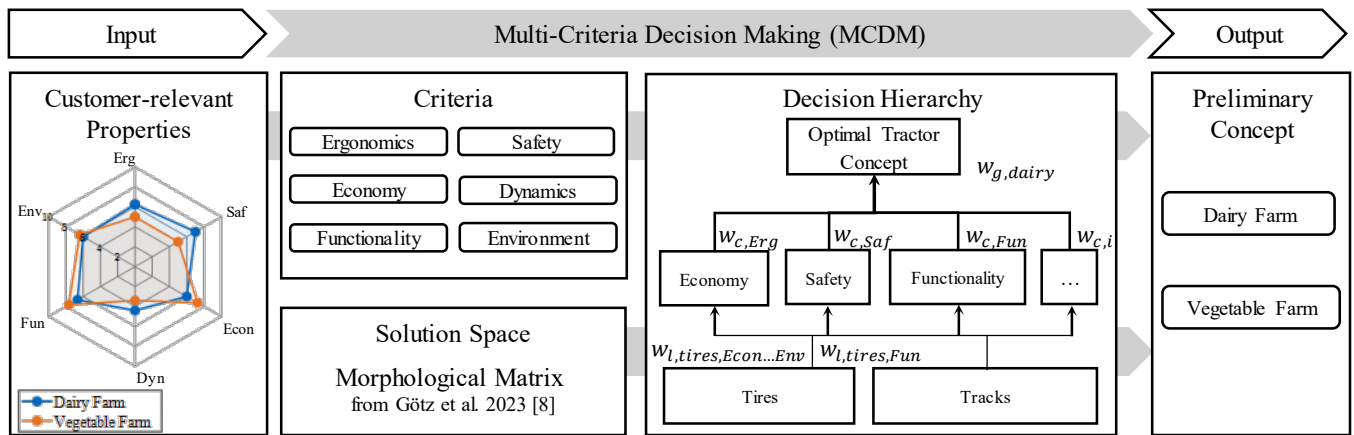 Input
Multi-Criteria Decision Making (MCDM)
Output
Customer-relevant
Properties
Erg
Saf
Econ
Dyn
Fun
Env
10
8
6
4
2
Dairy Farm
Vegetable Farm
Criteria
Ergonomics
Safety
Economy
Dynamics
Functionality
Environment
Solution Space
Morphological Matrix
from Götz et al. 2023 [8]
Decision Hierarchy
Optimal Tractor
Concept
w_{g,dairy}
w_{c,Erg}
w_{c,Saf}
w_{c,Fun}
w_{c,i}
Economy
Safety
Functionality
…
w_{l,tires,Econ…Env}
w_{l,tires,Fun}
Tires
Tracks
Preliminary
Concept
Dairy Farm
Vegetable Farm